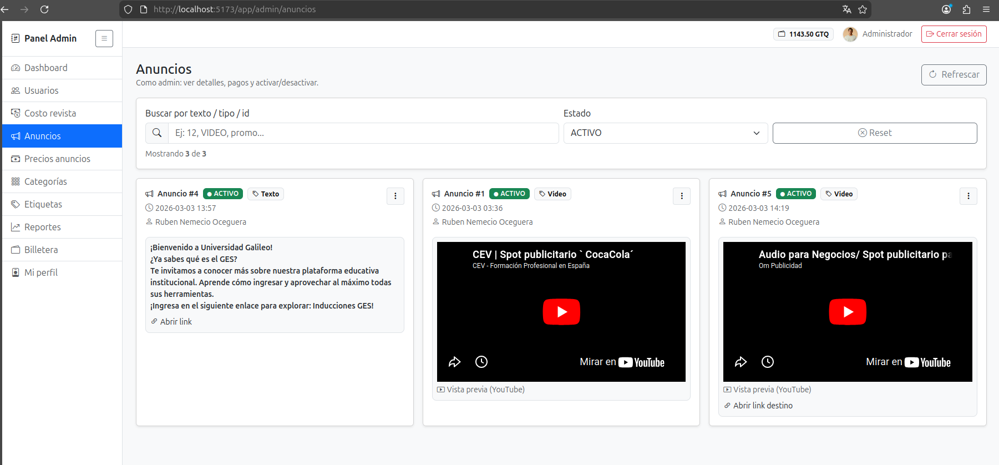 http://localhost:5173/app/admin/anuncios
Panel Admin
1143.50 GTQ
Administrador
Cerrar sesión
Dashboard
Usuarios
Costo revista
Anuncios
Precios anuncios
Categorías
Etiquetas
Reportes
Billetera
Mi perfil
Anuncios
Como admin: ver detalles, pagos y activar/desactivar.
Refrescar
Buscar por texto / tipo / id
Estado
Ej: 12, VIDEO, promo...
ACTIVO
Reset
Mostrando 3 de 3
Anuncio #4 ACTIVO Texto
2026-03-03 13:57
Ruben Nemecio Oceguera
¡Bienvenido a Universidad Galileo!
¿Ya sabes qué es el GES?
Te invitamos a conocer más sobre nuestra plataforma educativa
institucional. Aprende cómo ingresar y aprovechar al máximo todas
sus herramientas.
¡Ingresa en el siguiente enlace para explorar: Inducciones GES!
Abrir link
Anuncio #1 ACTIVO Video
2026-03-03 03:36
Ruben Nemecio Oceguera
CEV | Spot publicitario ` CocaCola´
CEV - Formación Profesional en España
Mirar en YouTube
Vista previa (YouTube)
Anuncio #5 ACTIVO Video
2026-03-03 14:19
Ruben Nemecio Oceguera
Audio para Negocios/ Spot publicitario pa
Om Publicidad
Mirar en YouTube
Vista previa (YouTube)
Abrir link destino